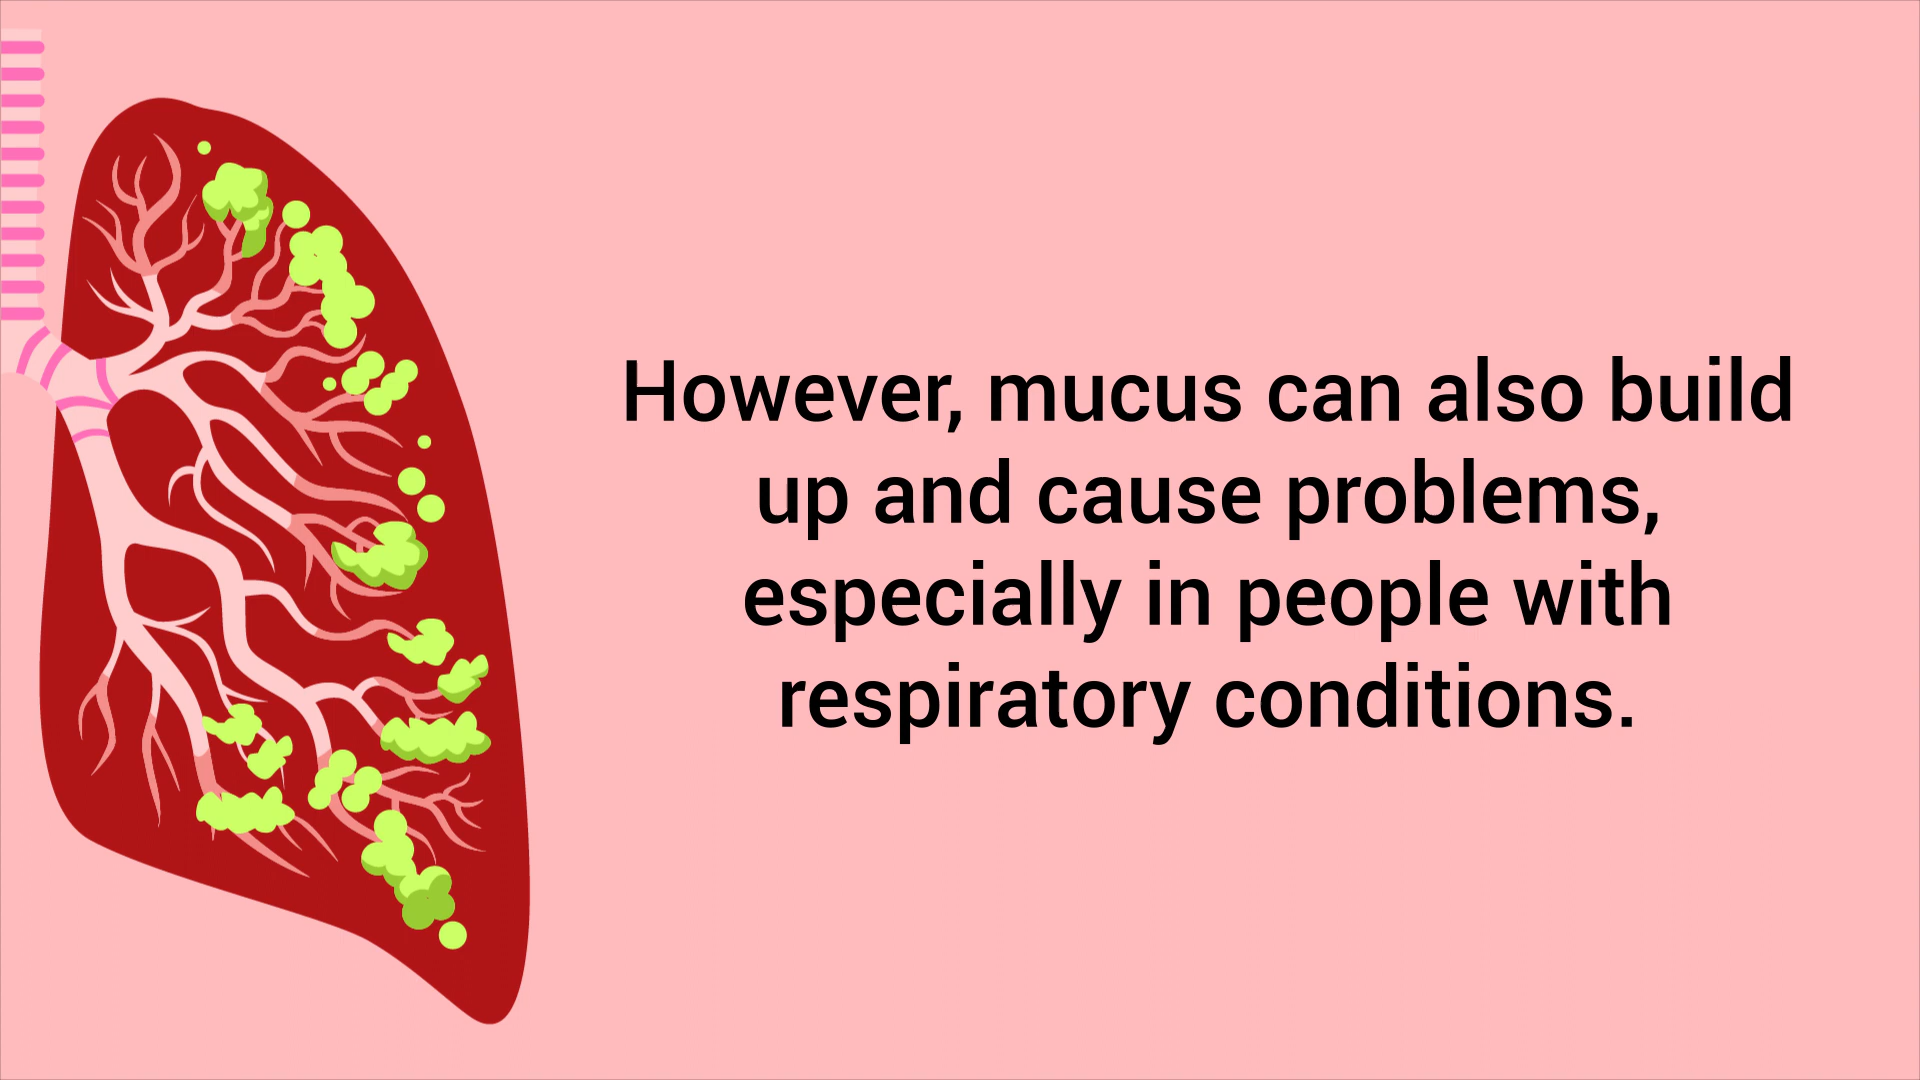 However, mucus can also build
up and cause problems,
especially in people with
respiratory conditions.